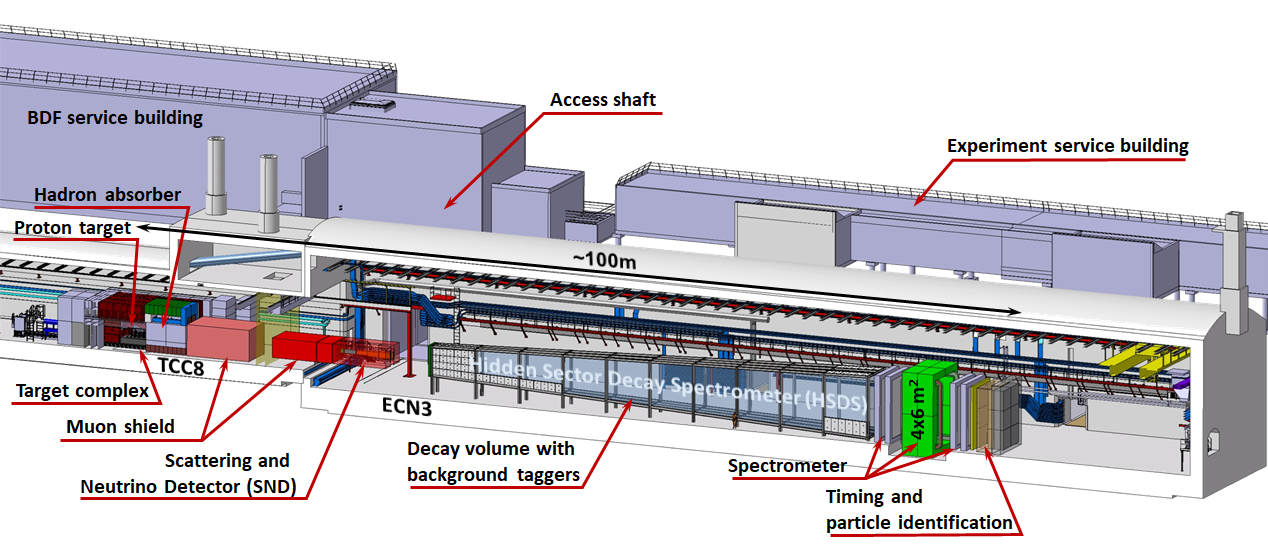 Access shaft
BDF service building
Experiment service building
Hadron absorber
Proton target
~100m
TCC8
Target complex
ECN3
Muon shield
Hidden Sector Decay Spectrometer (HSDS)
4x6 m²
Scattering and
Neutrino Detector (SND)
Decay volume with
background taggers
Spectrometer
Timing and
particle identification